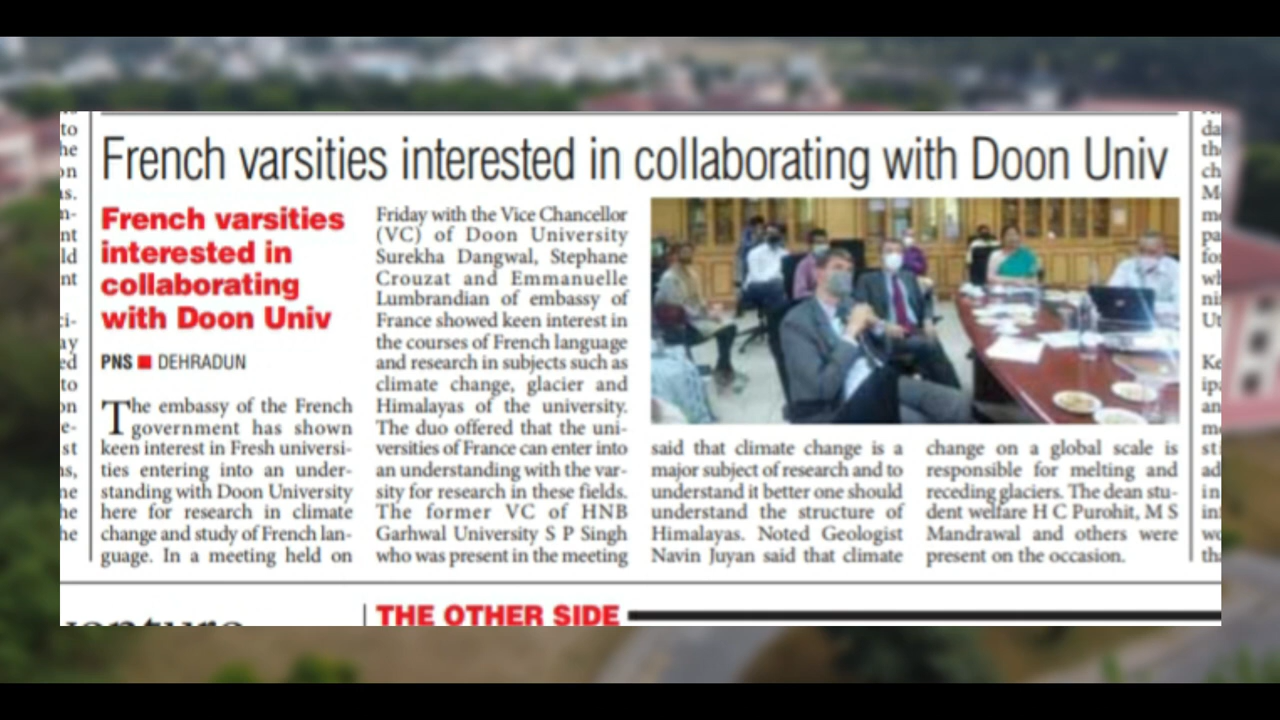 French varsities interested in collaborating with Doon Univ
French varsities
interested in
collaborating
with Doon Univ
PNS ■ DEHRADUN
The embassy of the French
government has shown
keen interest in Fresh universi-
ties entering into an under-
standing with Doon University
here for research in climate
change and study of French lan-
guage. In a meeting held on
Friday with the Vice Chancellor
(VC) of Doon University
Surekha Dangwal, Stephane
Crouzat and Emmanuelle
Lumbrandian of embassy of
France showed keen interest in
the courses of French language
and research in subjects such as
climate change, glacier and
Himalayas of the university.
The duo offered that the uni-
versities of France can enter into
an understanding with the var-
sity for research in these fields.
The former VC of HNB
Garhwal University S P Singh
who was present in the meeting
said that climate change is a
major subject of research and to
understand it better one should
understand the structure of
Himalayas. Noted Geologist
Navin Juyan said that climate
change on a global scale is
responsible for melting and
receding glaciers. The dean stu-
dent welfare H C Purohit, M S
Mandrawal and others were
present on the occasion.
THE OTHER SIDE